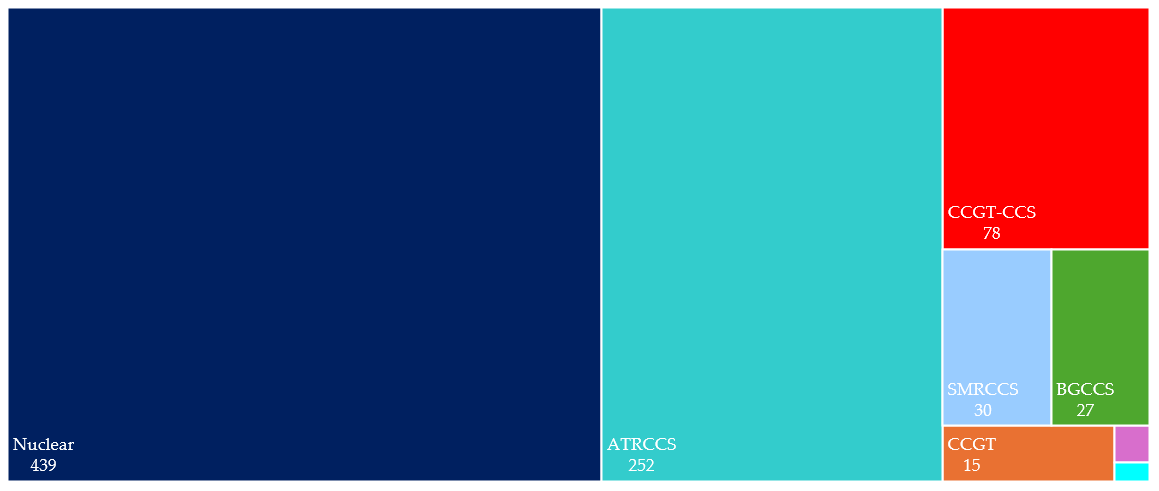 Nuclear
439
ATRCCS
252
CCGT-CCS
78
SMRCCS
30
BGCCS
27
CCGT
15